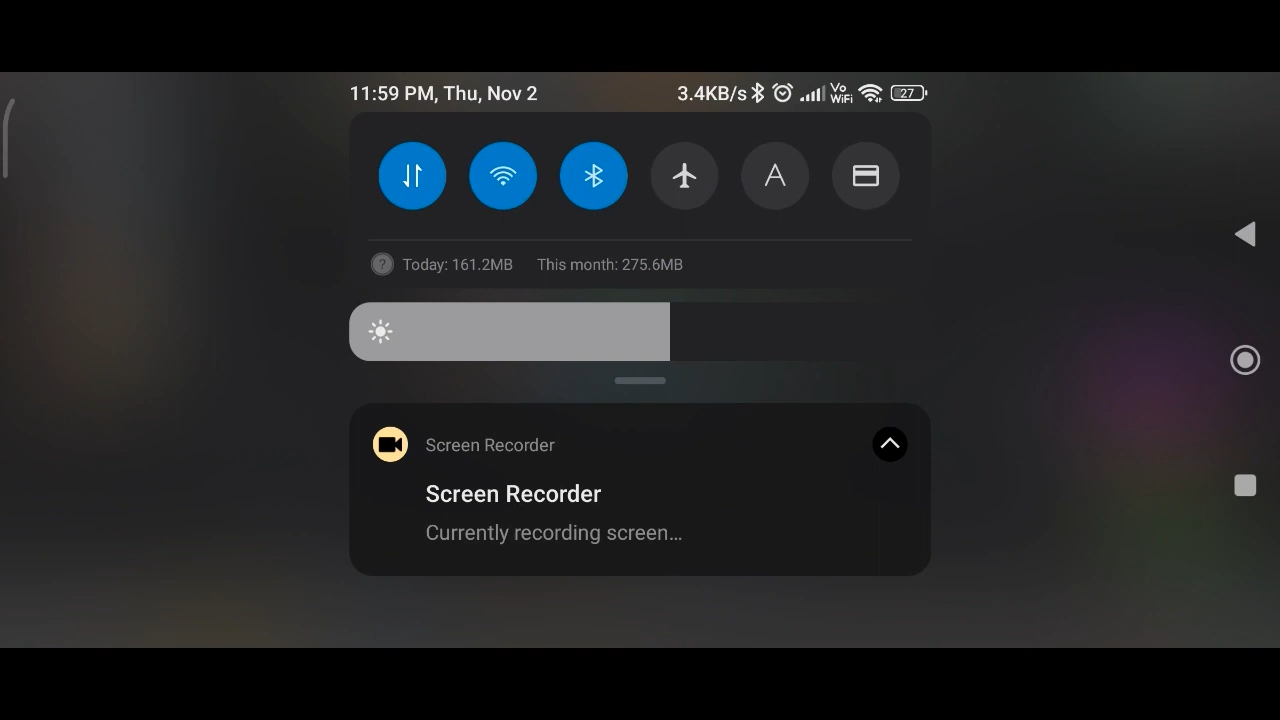 11:59 PM, Thu, Nov 2 3.4KB/s Vo WiFi 27
A
? Today: 161.2MB This month: 275.6MB
Screen Recorder
Screen Recorder
Currently recording screen...